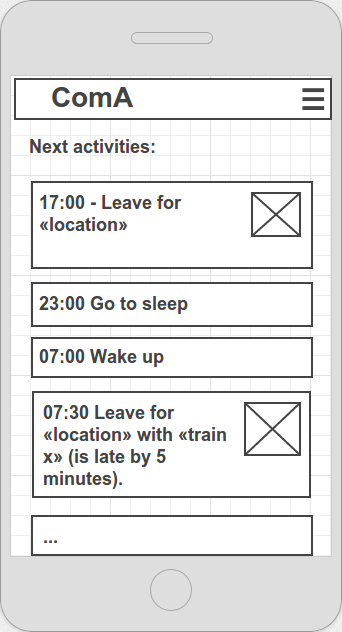 ComA
Next activities:
17:00 - Leave for
«location»
23:00 Go to sleep
07:00 Wake up
07:30 Leave for
«location» with «train
x» (is late by 5
minutes).
...